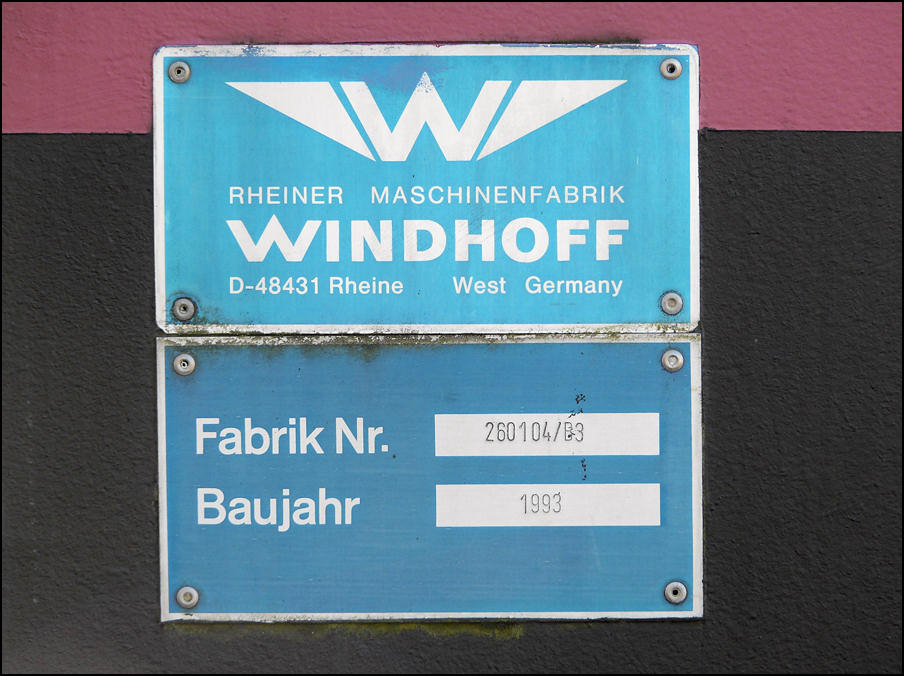 W
RHEINER MASCHINENFABRIK
WINDHOFF
D-48431 Rheine West Germany
Fabrik Nr. 260104/B3
Baujahr 1993